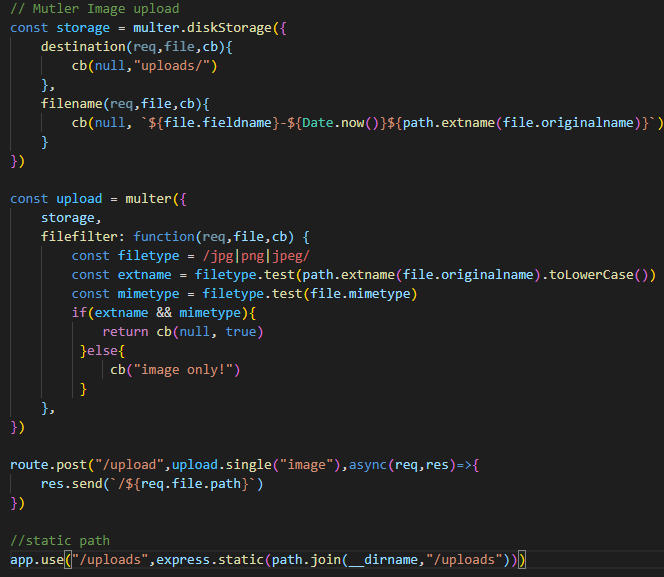 // Mutler Image upload
const storage = multer.diskStorage({
    destination(req,file,cb){
        cb(null,"uploads/")
    },
    filename(req,file,cb){
        cb(null, `${file.fieldname}-${Date.now()}${path.extname(file.originalname)}`)
    }
})

const upload = multer({
    storage,
    filefilter: function(req,file,cb) {
        const filetype = /jpg|png|jpeg/
        const extname = filetype.test(path.extname(file.originalname).toLowerCase())
        const mimetype = filetype.test(file.mimetype)
        if(extname && mimetype){
            return cb(null, true)
         }else{
             cb("image only!")
         }
    },
})

route.post("/upload",upload.single("image"),async(req,res)=>{
    res.send(`/${req.file.path}`)
})

//static path
app.use("/uploads",express.static(path.join(__dirname,"/uploads")))